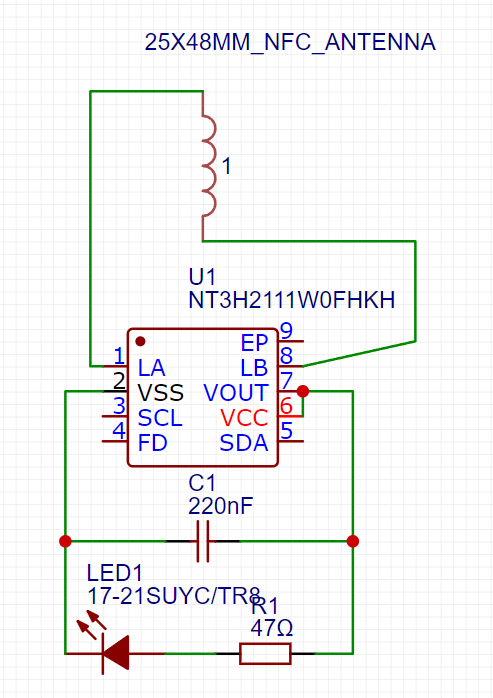 25X48MM_NFC_ANTENNA
1
U1
NT3H2111W0FHKH
EP 9
1 LA LB 8
2 VSS VOUT 7
3 SCL VCC 6
4 FD SDA 5
C1
220nF
LED1
17-21SUYC/TR8
R1
47Ω